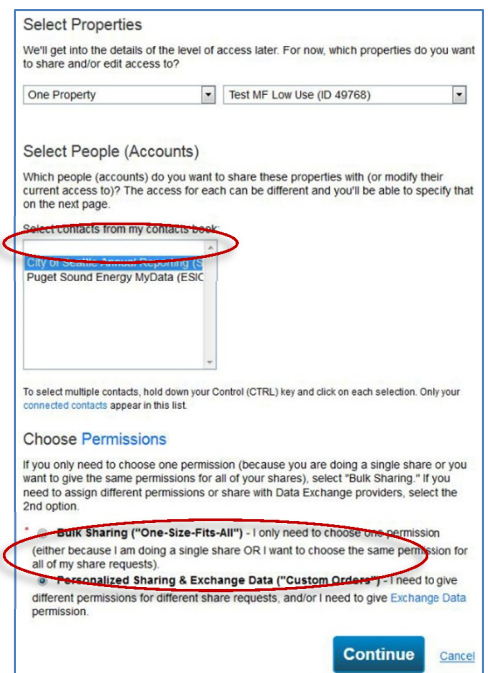 Select Properties
We'll get into the details of the level of access later. For now, which properties do you want
to share and/or edit access to?
One Property
Test MF Low Use (ID 49768)
Select People (Accounts)
Which people (accounts) do you want to share these properties with (or modify their
current access to)? The access for each can be different and you'll be able to specify that
on the next page.
Select contacts from my contacts book:
City of Seattle Annual Reporting (S
Puget Sound Energy MyData (ESIC
To select multiple contacts, hold down your Control (CTRL) key and click on each selection. Only your
connected contacts appear in this list.
Choose Permissions
If you only need to choose one permission (because you are doing a single share or you
want to give the same permissions for all of your shares), select "Bulk Sharing." If you
need to assign different permissions or share with Data Exchange providers, select the
2nd option.
* Bulk Sharing ("One-Size-Fits-All") - I only need to choose one permission
(either because I am doing a single share OR I want to choose the same permission for
all of my share requests).
Personalized Sharing & Exchange Data ("Custom Orders") - I need to give
different permissions for different share requests, and/or I need to give Exchange Data
permission.
Continue
Cancel